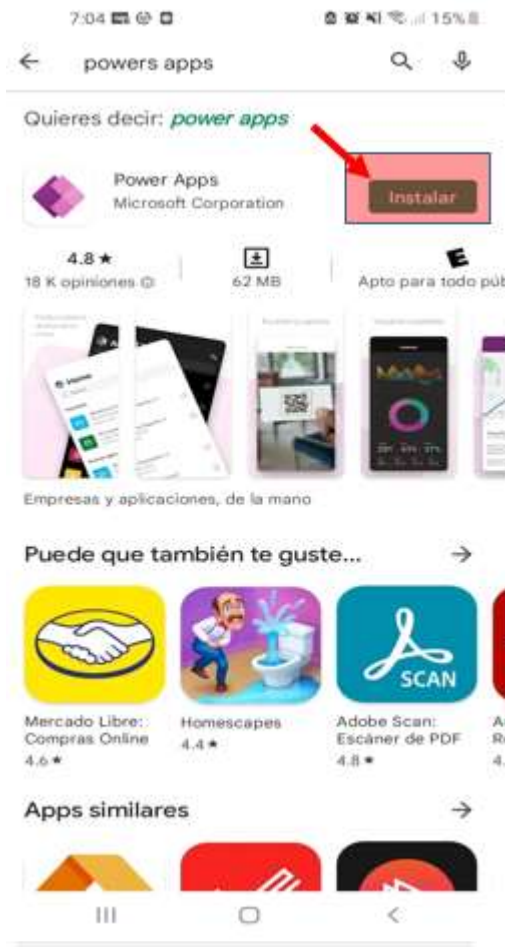 7:04
15%
powers apps
Quieres decir: power apps
Power Apps
Microsoft Corporation
Instalar
4.8 ★
18 K opiniones
62 MB
E
Apto para todo púb
Empresas y aplicaciones, de la mano
Puede que también te guste...
SCAN
Mercado Libre:
Compras Online
4.6 ★
Homescapes
4.4 ★
Adobe Scan:
Escáner de PDF
4.8 ★
Apps similares